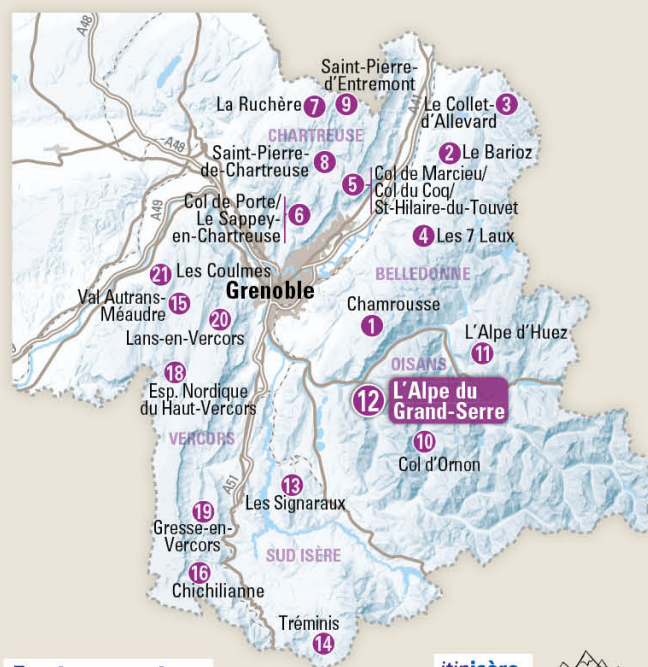 A48
Saint-Pierre-
d'Entremont
A41
La Ruchère 7
9
Le Collet-
d'Allevard
3
CHARTREUSE
A48
2 Le Barioz
Saint-Pierre-
de-Chartreuse
8
5
Col de Marcieu/
Col du Coq/
St-Hilaire-du-Touvet
A49
Col de Porte/
Le Sappey-
en-Chartreuse
6
4 Les 7 Laux
21 Les Coulmes
BELLEDONNE
Grenoble
Val Autrans-
Méaudre
15
Chamrousse
1
20
Lans-en-Vercors
L'Alpe d'Huez
11
OISANS
18
Esp. Nordique
du Haut-Vercors
12
L'Alpe du
Grand-Serre
VERCORS
10
Col d'Ornon
A51
13
Les Signaraux
19
Gresse-en-
Vercors
SUD ISÈRE
16
Chichilianne
Tréminis
14
itinisère